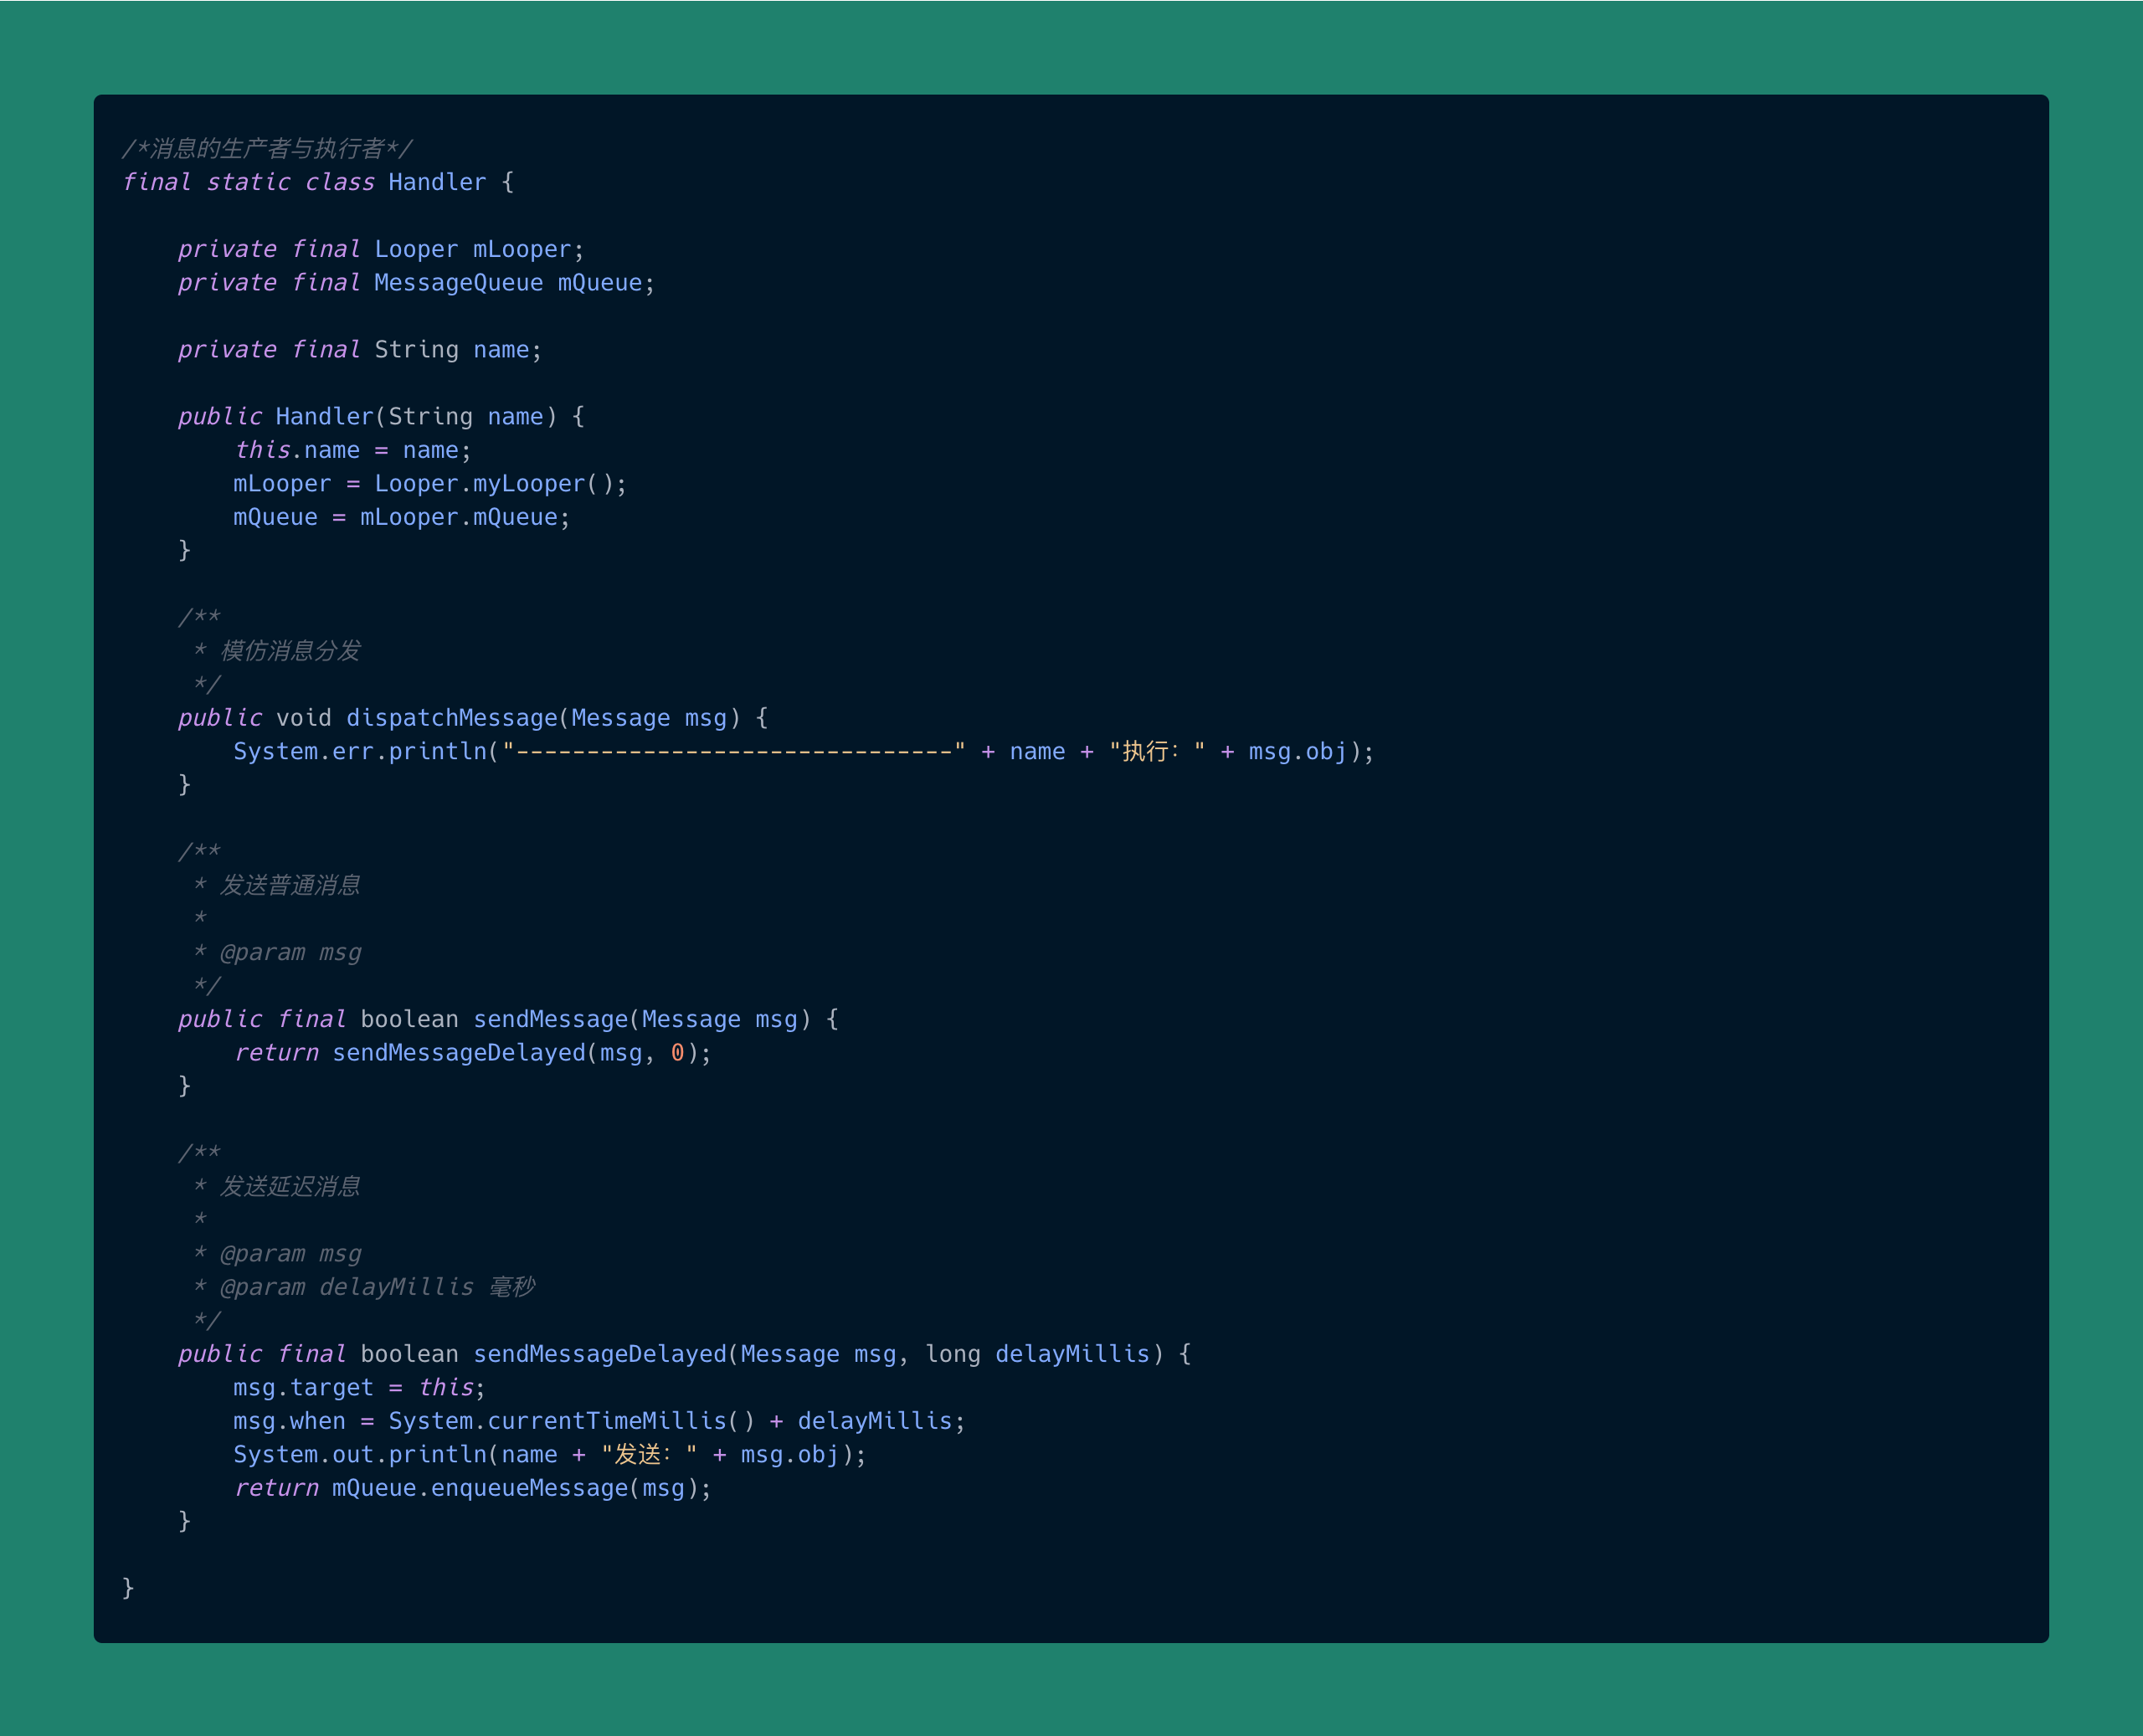 /*消息的生产者与执行者*/
final static class Handler {

    private final Looper mLooper;
    private final MessageQueue mQueue;

    private final String name;

    public Handler(String name) {
        this.name = name;
        mLooper = Looper.myLooper();
        mQueue = mLooper.mQueue;
    }

    /**
     * 模仿消息分发
     */
    public void dispatchMessage(Message msg) {
        System.err.println("-------------------------------" + name + "执行：" + msg.obj);
    }

    /**
     * 发送普通消息
     *
     * @param msg
     */
    public final boolean sendMessage(Message msg) {
        return sendMessageDelayed(msg, 0);
    }

    /**
     * 发送延迟消息
     *
     * @param msg
     * @param delayMillis 毫秒
     */
    public final boolean sendMessageDelayed(Message msg, long delayMillis) {
        msg.target = this;
        msg.when = System.currentTimeMillis() + delayMillis;
        System.out.println(name + "发送：" + msg.obj);
        return mQueue.enqueueMessage(msg);
    }

}